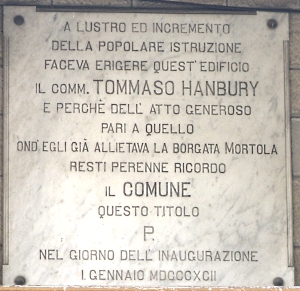 A LUSTRO ED INCREMENTO
DELLA POPOLARE ISTRUZIONE
FACEVA ERIGERE QUEST'EDIFICIO
IL COMM. TOMMASO HANBURY
E PERCHÈ DELL'ATTO GENEROSO
PARI A QUELLO
OND'EGLI GIÀ ALLIETAVA LA BORGATA MORTOLA
RESTI PERENNE RICORDO
IL COMUNE
QUESTO TITOLO
P.
NEL GIORNO DELL'INAUGURAZIONE
1. GENNAIO MDCCCXCII